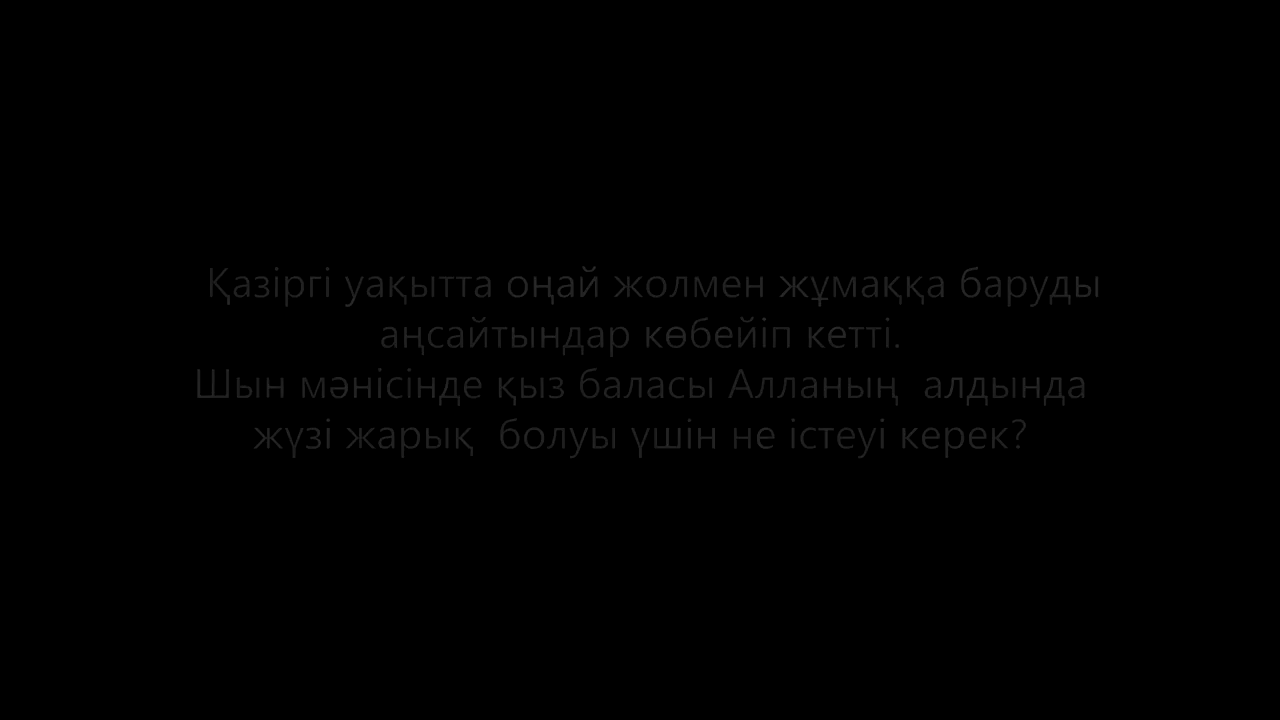 Қазіргі уақытта оңай жолмен жұмаққа баруды
аңсайтындар көбейіп кетті.
Шын мәнісінде қыз баласы Алланың алдында
жүзі жарық болуы үшін не істеуі керек?